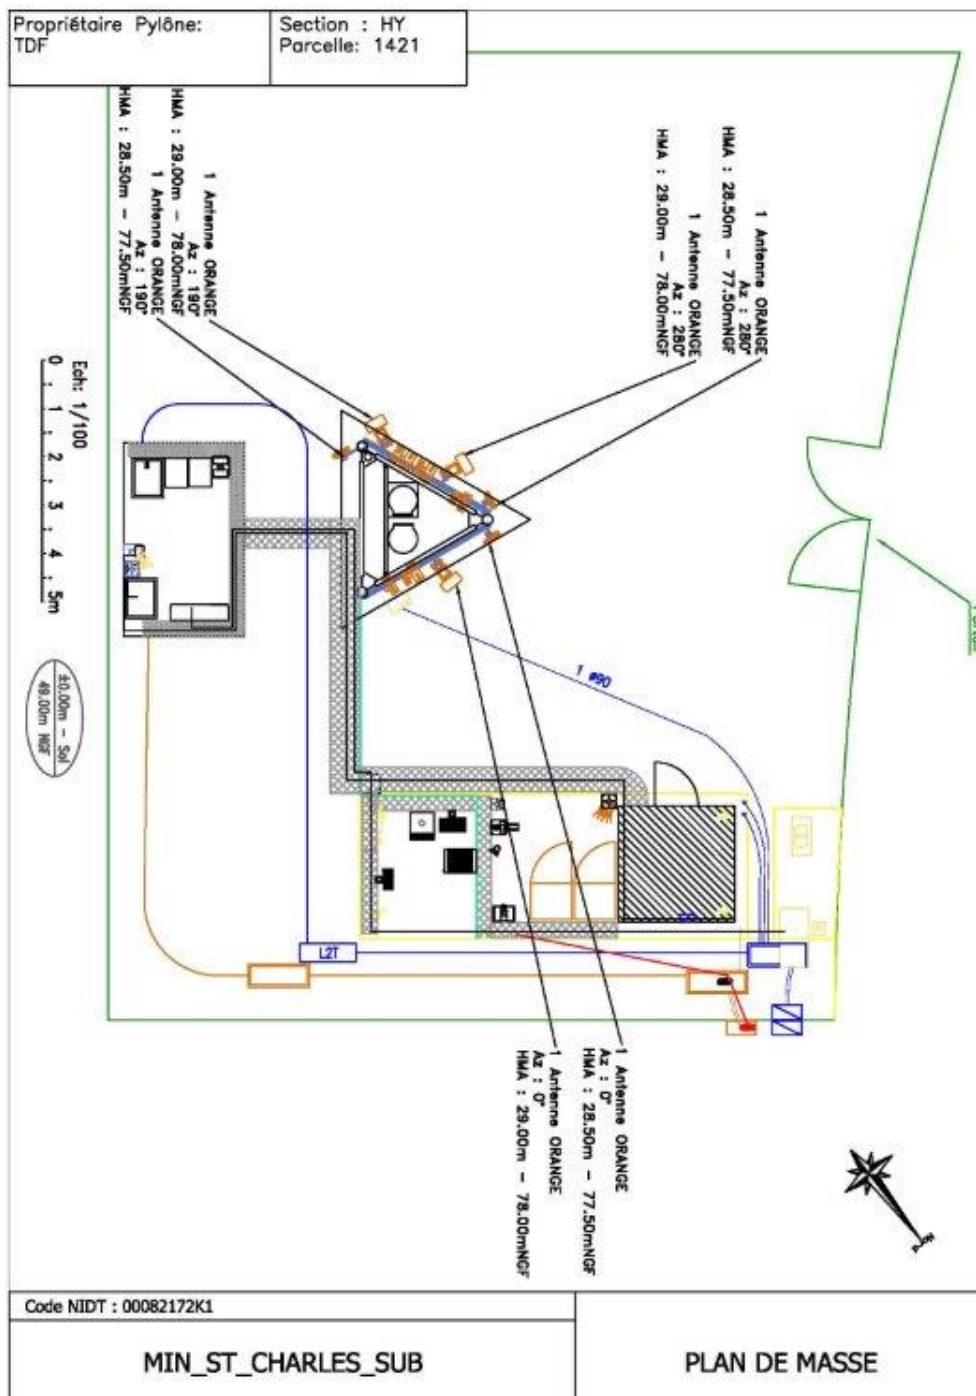 Propriétaire Pylône:
TDF
Section : HY
Parcelle: 1421
1 Antenne ORANGE
Az : 190°
HMA : 29.00m - 78.00mNGF
1 Antenne ORANGE
Az : 190°
HMA : 28.50m - 77.50mNGF
1 Antenne ORANGE
Az : 280°
HMA : 28.50m - 77.50mNGF
1 Antenne ORANGE
Az : 280°
HMA : 29.00m - 78.00mNGF
Ech: 1/100
0 1 2 3 4 5m
±0.00m - Sol
49.00m NGF
1 ø90
L2T
1 Antenne ORANGE
Az : 0°
HMA : 28.50m - 77.50mNGF
1 Antenne ORANGE
Az : 0°
HMA : 29.00m - 78.00mNGF
Code NIDT : 00082172K1
MIN_ST_CHARLES_SUB
PLAN DE MASSE